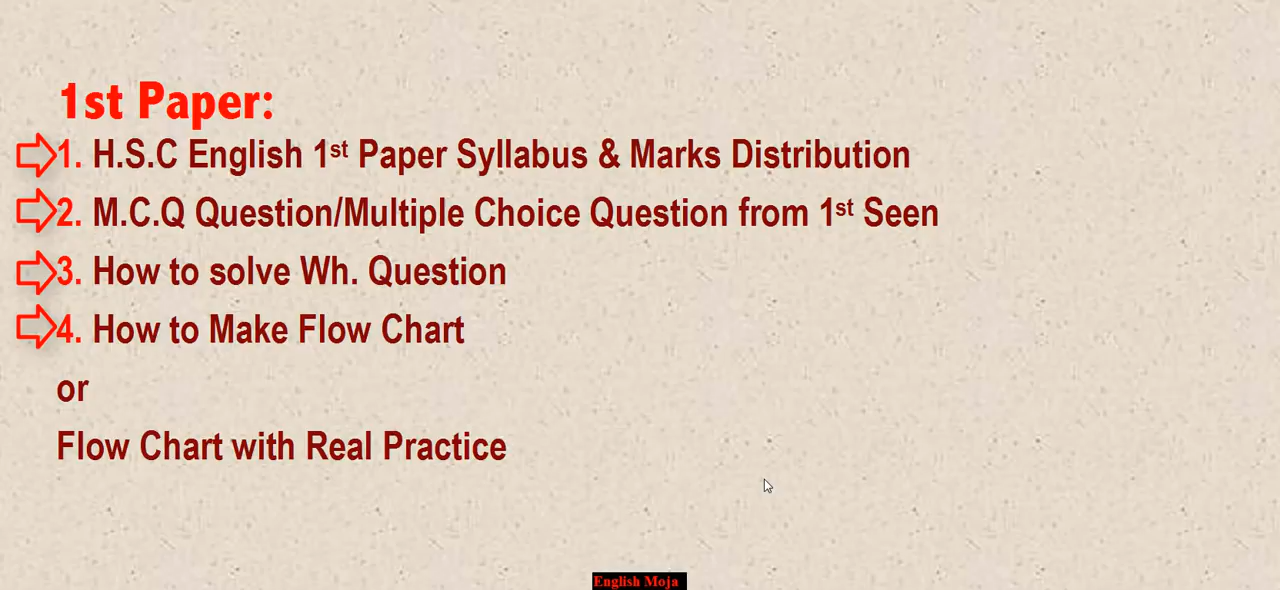 1st Paper:
1. H.S.C English 1st Paper Syllabus & Marks Distribution
2. M.C.Q Question/Multiple Choice Question from 1st Seen
3. How to solve Wh. Question
4. How to Make Flow Chart
or
Flow Chart with Real Practice
English Moja